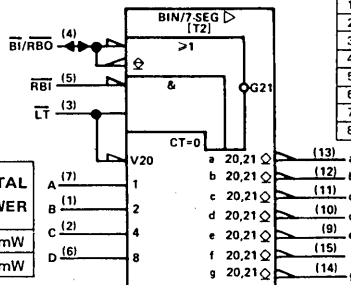 BIN/7-SEG ▷
[T2]
BI/RBO (4)
≥1
G21
RBI (5)
&
LT (3)
CT=0
V20
A (7) 1
B (1) 2
C (2) 4
D (6) 8
a 20,21 (13) a
b 20,21 (12) b
c 20,21 (11)
d 20,21 (10)
e 20,21 (9)
f 20,21 (15)
g 20,21 (14)
TAL
WER
mW
mW
1
2
3
4
5
6
7
8